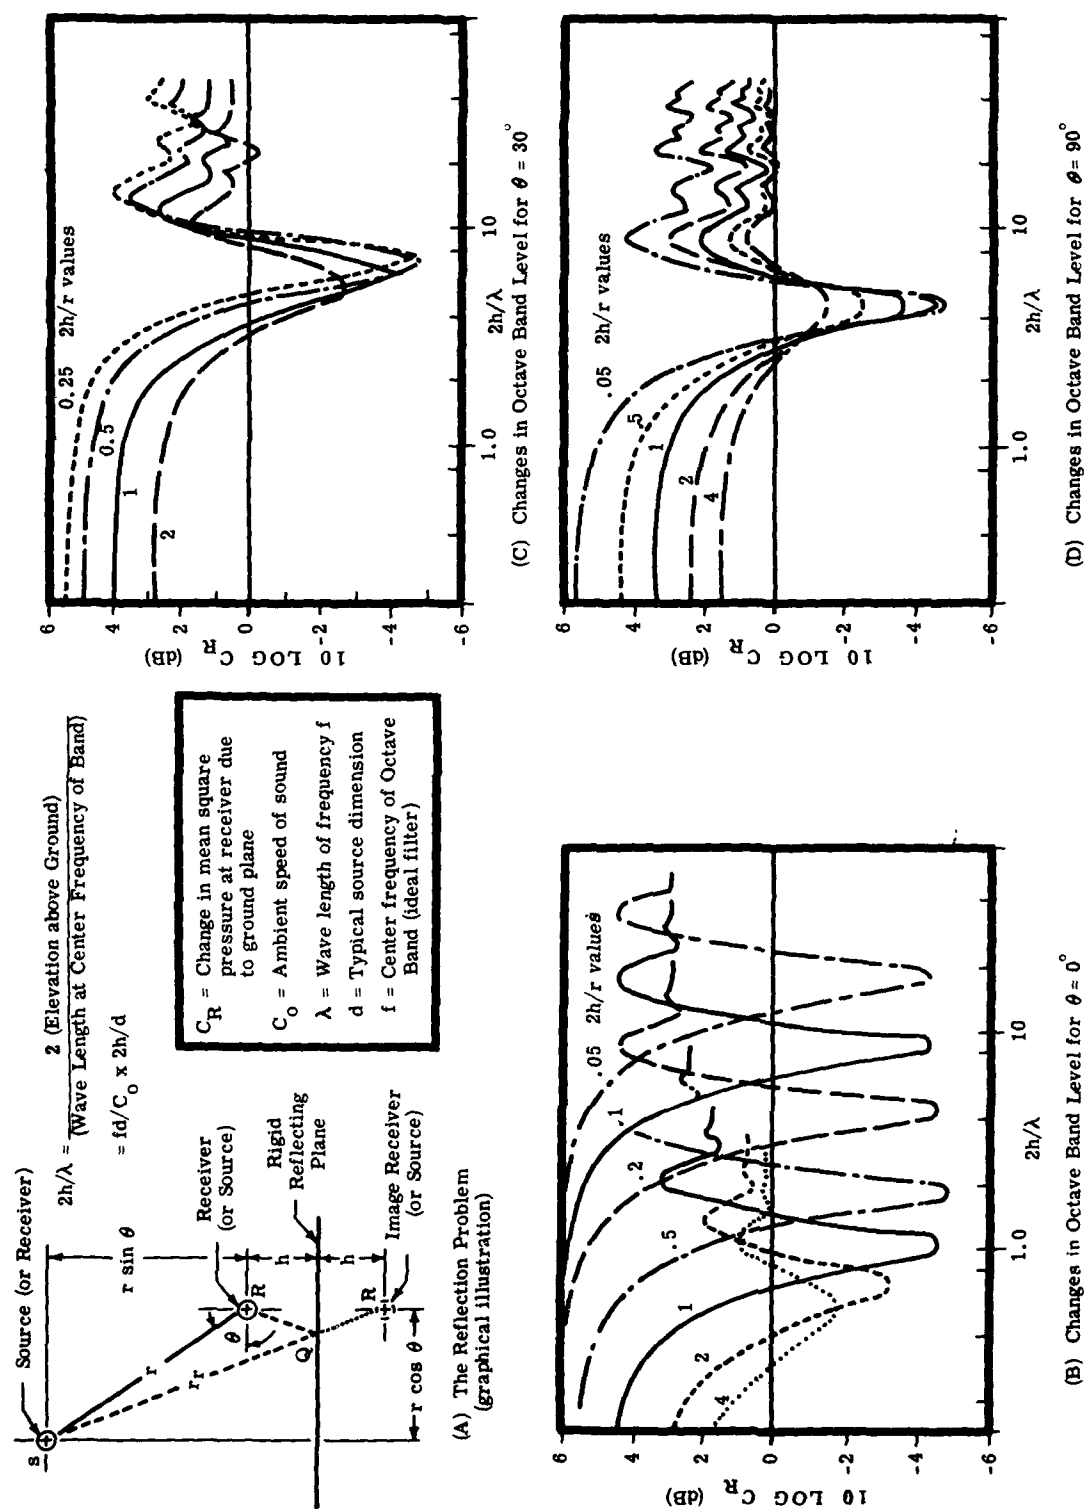 Source (or Receiver)
s
r
r_r
θ
R
h
h
Q
R
r sin θ
r cos θ
Receiver
(or Source)
Rigid
Reflecting
Plane
Image Receiver
(or Source)
(A) The Reflection Problem
(graphical illustration)
2h/λ = 2 (Elevation above Ground)
(Wave Length at Center Frequency of Band)
= fd/C_o x 2h/d
C_R = Change in mean square
pressure at receiver due
to ground plane
C_o = Ambient speed of sound
λ = Wave length of frequency f
d = Typical source dimension
f = Center frequency of Octave
Band (ideal filter)
6
4
2
0
-2
-4
-6
10 LOG C_R
(dB)
.05 2h/r values
.1
.2
.5
1
2
4
1.0
10
2h/λ
(B) Changes in Octave Band Level for θ = 0°
6
4
2
0
-2
-4
-6
10 LOG C_R
(dB)
0.25 2h/r values
0.5
1
2
1.0
10
2h/λ
(C) Changes in Octave Band Level for θ = 30°
6
4
2
0
-2
-4
-6
10 LOG C_R
(dB)
.05 2h/r values
.5
1
2
4
1.0
10
2h/λ
(D) Changes in Octave Band Level for θ = 90°